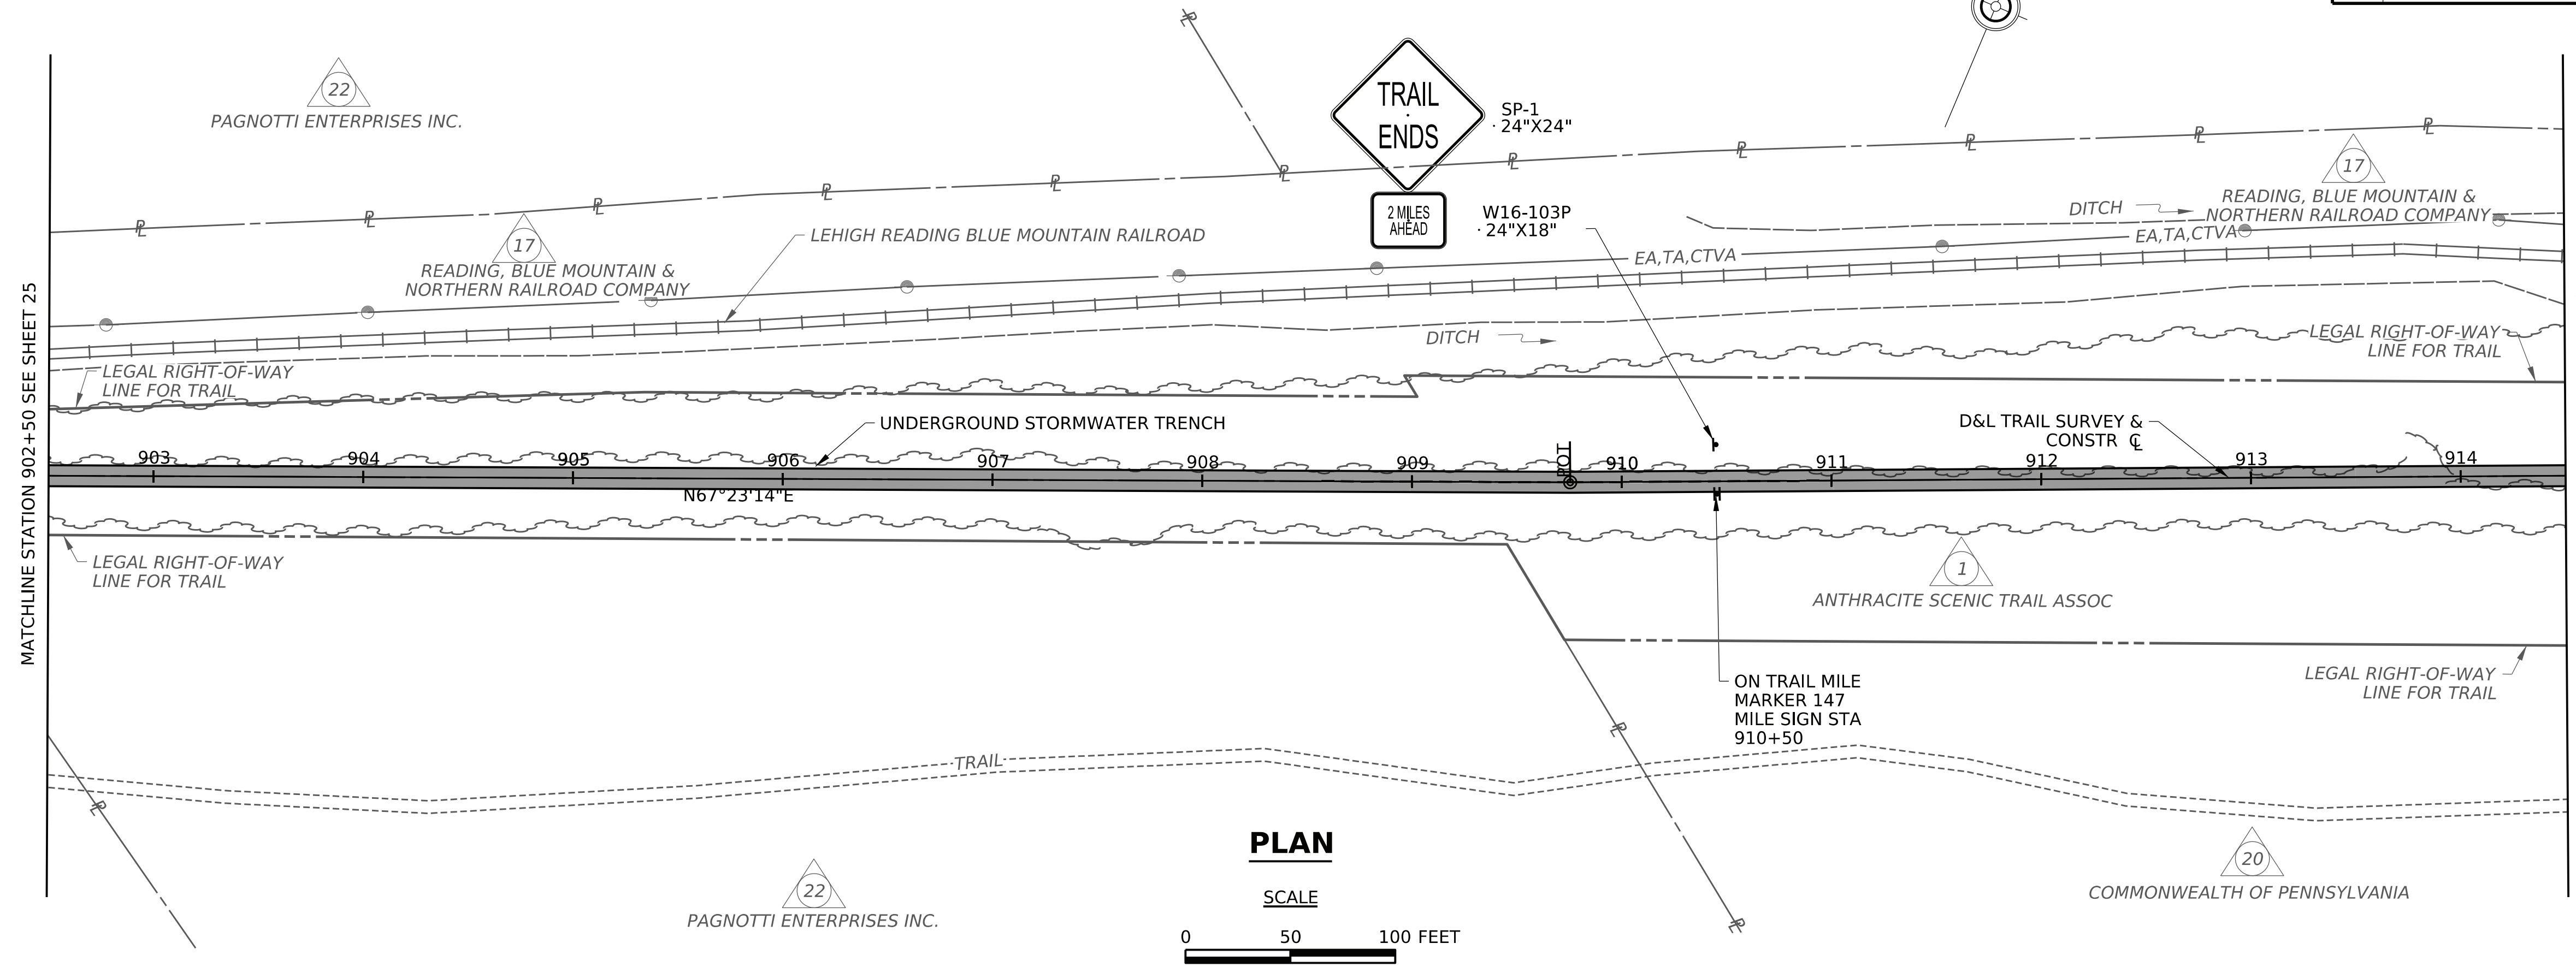 22
PAGNOTTI ENTERPRISES INC.
TRAIL
ENDS
SP-1
24"X24"
2 MILES
AHEAD
W16-103P
24"X18"
17
READING, BLUE MOUNTAIN &
NORTHERN RAILROAD COMPANY
LEHIGH READING BLUE MOUNTAIN RAILROAD
17
READING, BLUE MOUNTAIN &
NORTHERN RAILROAD COMPANY
DITCH
EA,TA,CTVA
EA,TA,CTVA
DITCH
LEGAL RIGHT-OF-WAY
LINE FOR TRAIL
LEGAL RIGHT-OF-WAY
LINE FOR TRAIL
MATCHLINE STATION 902+50 SEE SHEET 25
UNDERGROUND STORMWATER TRENCH
D&L TRAIL SURVEY &
CONSTR ℄
903 904 905 906 907 908 909 POT 910 911 912 913 914
N67°23'14"E
LEGAL RIGHT-OF-WAY
LINE FOR TRAIL
1
ANTHRACITE SCENIC TRAIL ASSOC
LEGAL RIGHT-OF-WAY
LINE FOR TRAIL
ON TRAIL MILE
MARKER 147
MILE SIGN STA
910+50
TRAIL
22
PAGNOTTI ENTERPRISES INC.
20
COMMONWEALTH OF PENNSYLVANIA
PLAN
SCALE
0 50 100 FEET